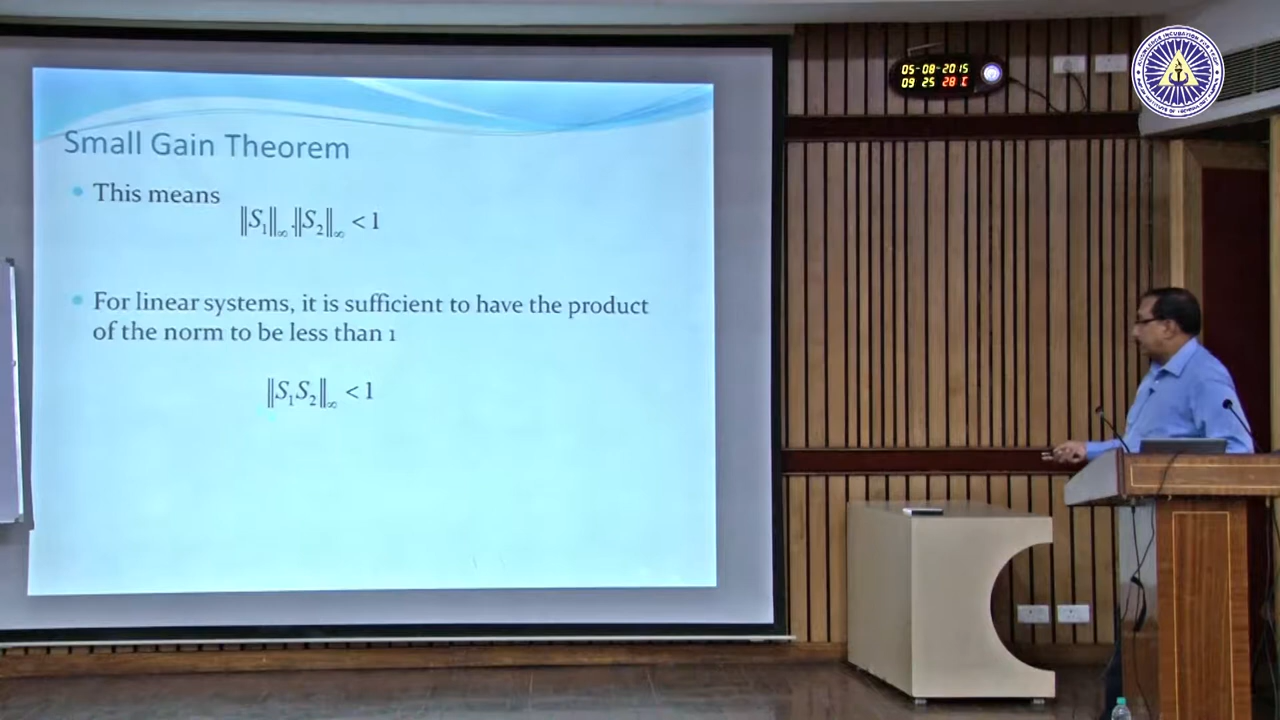 05-08-2015
09 25 28
Small Gain Theorem
• This means
‖S₁‖∞.‖S₂‖∞ < 1
• For linear systems, it is sufficient to have the product
of the norm to be less than 1
‖S₁S₂‖∞ < 1